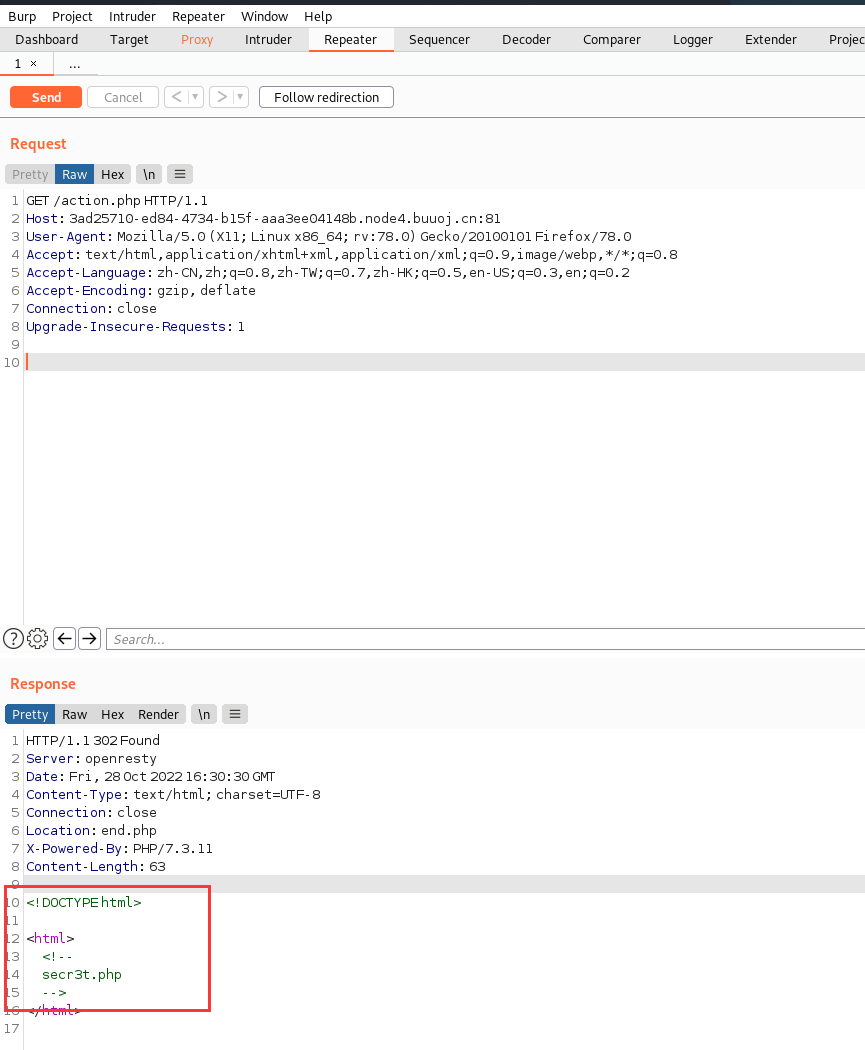 Burp Project Intruder Repeater Window Help
Dashboard Target Proxy Intruder Repeater Sequencer Decoder Comparer Logger Extender Projec
1 × ...
Send Cancel < > Follow redirection
Request
Pretty Raw Hex \n
1 GET /action.php HTTP/1.1
2 Host: 3ad25710-ed84-4734-b15f-aaa3ee04148b.node4.buuoj.cn:81
3 User-Agent: Mozilla/5.0 (X11; Linux x86_64; rv:78.0) Gecko/20100101 Firefox/78.0
4 Accept: text/html,application/xhtml+xml,application/xml;q=0.9,image/webp,*/*;q=0.8
5 Accept-Language: zh-CN,zh;q=0.8,zh-TW;q=0.7,zh-HK;q=0.5,en-US;q=0.3,en;q=0.2
6 Accept-Encoding: gzip, deflate
7 Connection: close
8 Upgrade-Insecure-Requests: 1
9
10
? Search...
Response
Pretty Raw Hex Render \n
1 HTTP/1.1 302 Found
2 Server: openresty
3 Date: Fri, 28 Oct 2022 16:30:30 GMT
4 Content-Type: text/html; charset=UTF-8
5 Connection: close
6 Location: end.php
7 X-Powered-By: PHP/7.3.11
8 Content-Length: 63
9
10 <!DOCTYPE html>
11
12 <html>
13 <!--
14 secr3t.php
15 -->
16 </html>
17